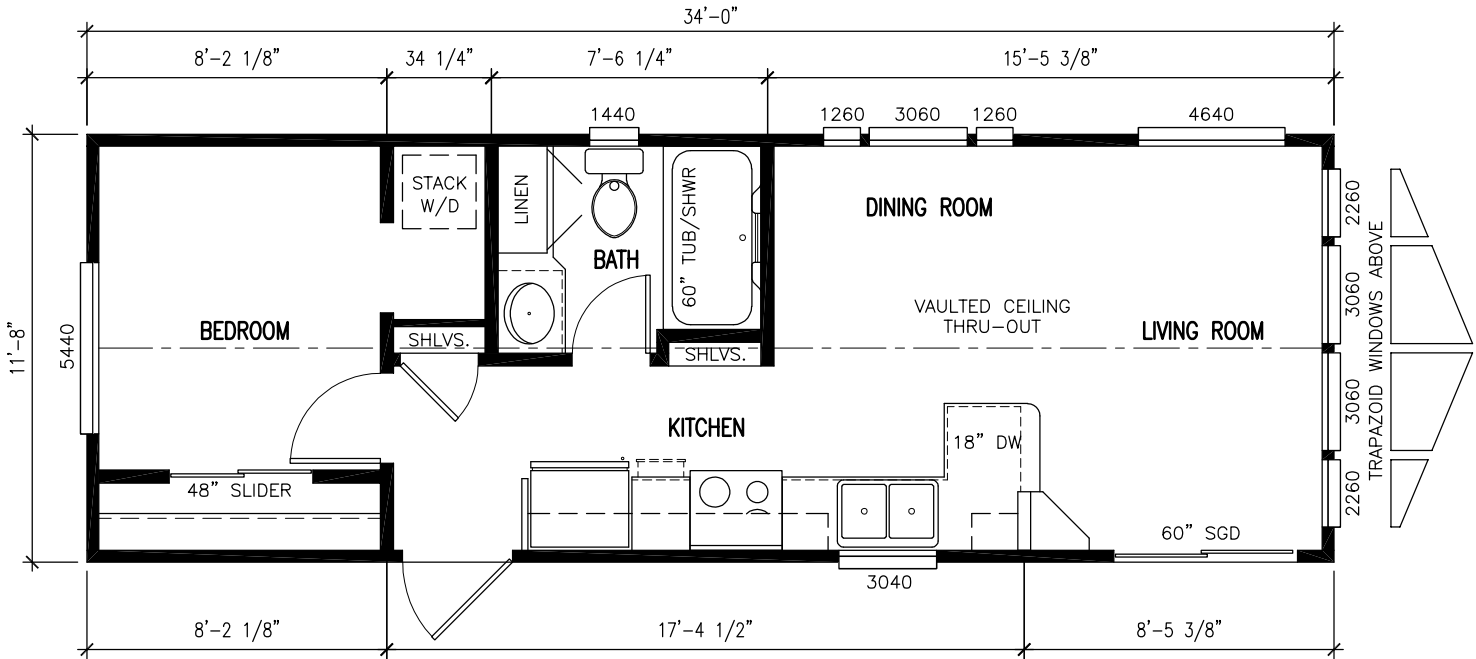 34'-0"
8'-2 1/8"
34 1/4"
7'-6 1/4"
15'-5 3/8"
1440
1260
3060
1260
4640
STACK
W/D
LINEN
BATH
60" TUB/SHWR
DINING ROOM
2260
3060
3060
2260
TRAPAZOID WINDOWS ABOVE
11'-8"
5440
BEDROOM
SHLVS.
SHLVS.
VAULTED CEILING
THRU-OUT
LIVING ROOM
KITCHEN
18" DW
48" SLIDER
60" SGD
3040
8'-2 1/8"
17'-4 1/2"
8'-5 3/8"